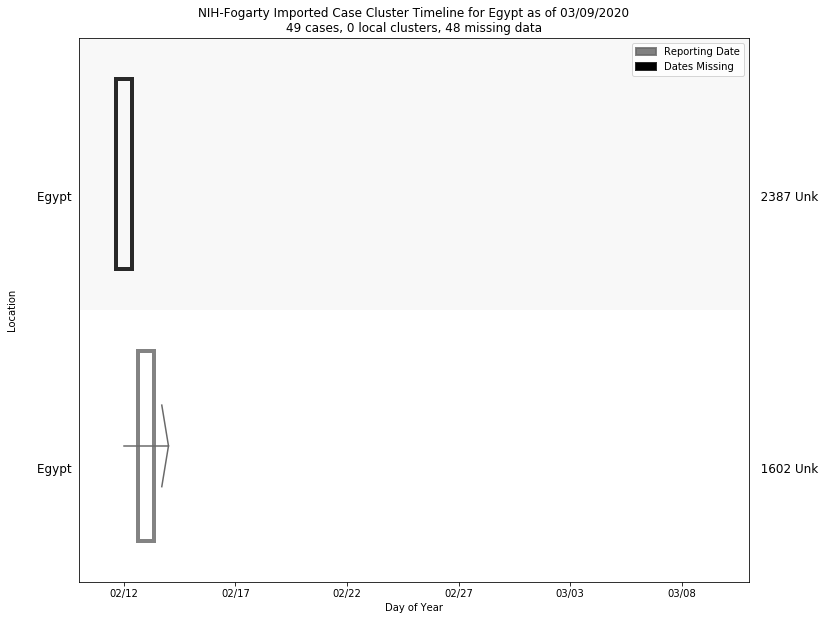 NIH-Fogarty Imported Case Cluster Timeline for Egypt as of 03/09/2020
49 cases, 0 local clusters, 48 missing data
Reporting Date
Dates Missing
Egypt
2387 Unk
Location
Egypt
1602 Unk
02/12
02/17
02/22
02/27
03/03
03/08
Day of Year